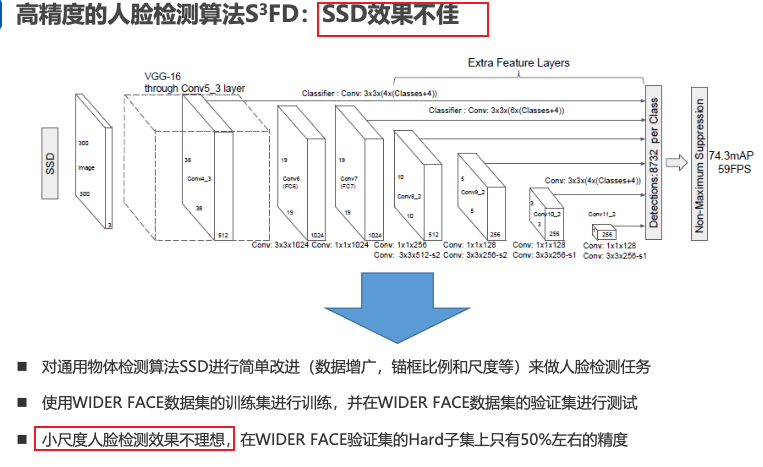 高精度的人脸检测算法S³FD：SSD效果不佳
Extra Feature Layers
VGG-16
through Conv5_3 layer
Classifier : Conv: 3x3x(4x(Classes+4))
Classifier : Conv: 3x3x(6x(Classes+4))
SSD
300
Image
300
3
38
Conv4_3
38
512
19
Conv6
(FC6)
19
1024
19
Conv7
(FC7)
19
1024
10
Conv8_2
10
512
5
Conv9_2
5
256
Conv: 3x3x(4x(Classes+4))
3
Conv10_2
3
256
Conv11_2
256
Detections:8732 per Class
Non-Maximum Suppression
74.3mAP
59FPS
Conv: 3x3x1024
Conv: 1x1x1024
Conv: 1x1x256
Conv: 3x3x512-s2
Conv: 1x1x128
Conv: 3x3x256-s2
Conv: 1x1x128
Conv: 3x3x256-s1
Conv: 1x1x128
Conv: 3x3x256-s1
■ 对通用物体检测算法SSD进行简单改进（数据增广，锚框比例和尺度等）来做人脸检测任务
■ 使用WIDER FACE数据集的训练集进行训练，并在WIDER FACE数据集的验证集进行测试
■ 小尺度人脸检测效果不理想，在WIDER FACE验证集的Hard子集上只有50%左右的精度